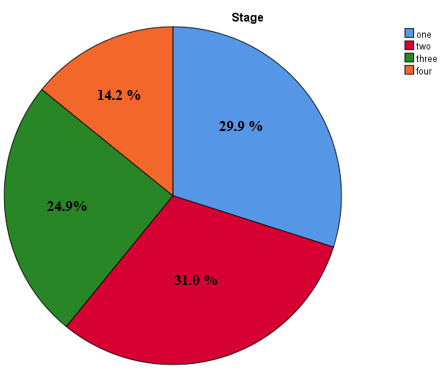 Stage
one
two
three
four
14.2 %
29.9 %
24.9%
31.0 %